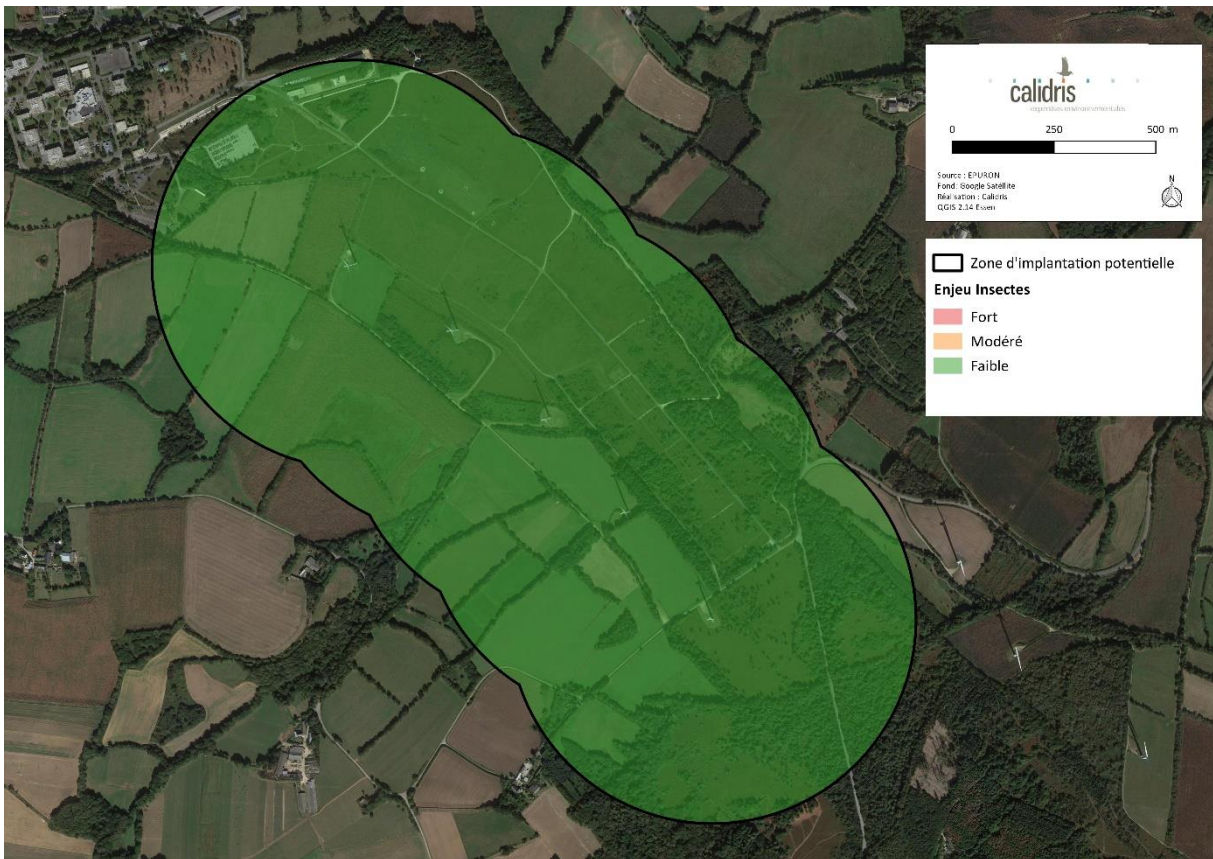 calidris
expertises environnementales
0 250 500 m
Source : EPURON
Fond: Google Satéllite
Réalisation : Calidris
QGIS 2.14 Essen
N
Zone d'implantation potentielle
Enjeu Insectes
Fort
Modéré
Faible